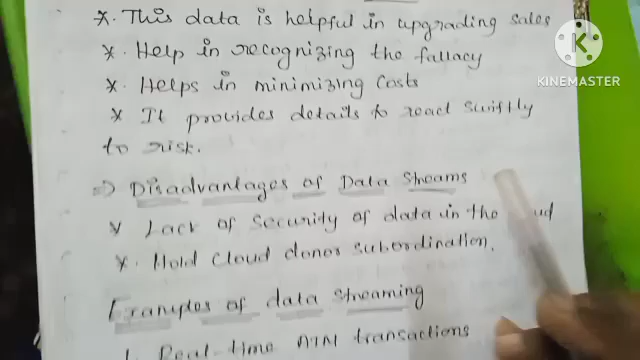 *. This data is helpful in upgrading sales
*. Help in recognizing the fallacy
KINEMASTER
*. Helps in minimizing Costs
* It provides details to react swiftly
to risk.
=> Disadvantages of Data Streams
* Lack of security of data in the
*. Hold Cloud donor subordination.
Examples of data streaming
1. Real-time ATM transactions